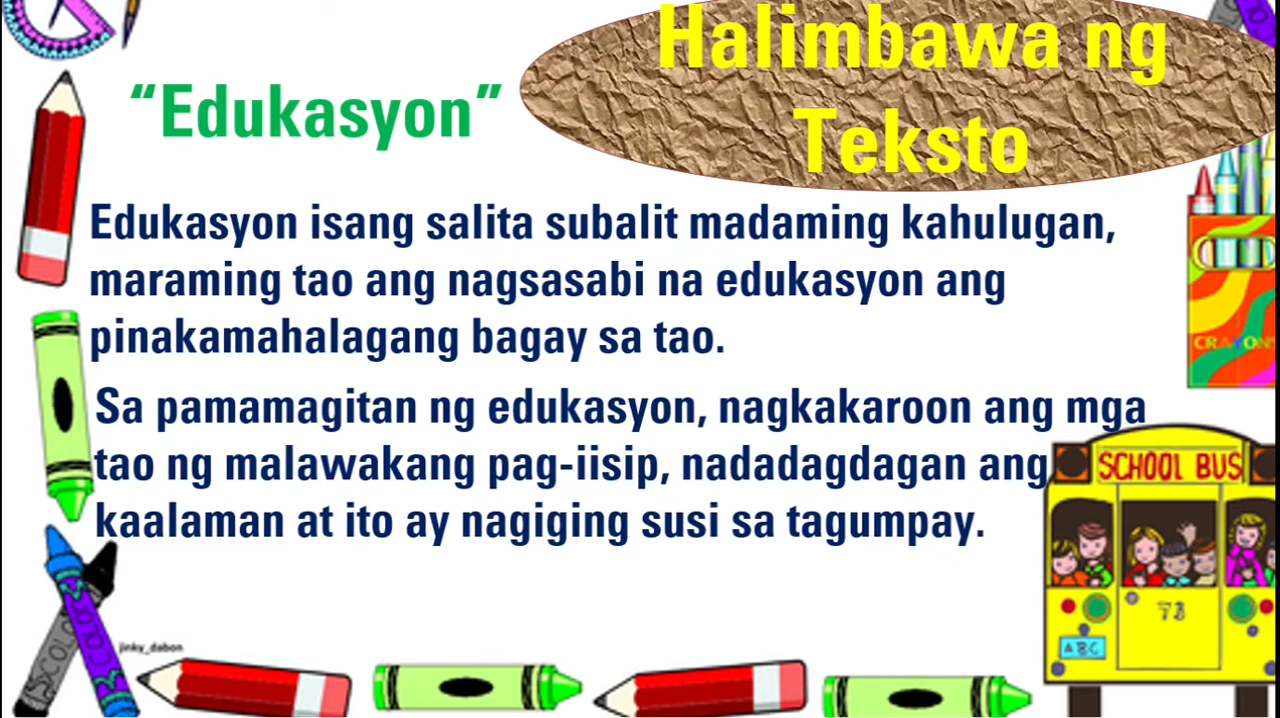 Halimbawa ng
Teksto
“Edukasyon”
Edukasyon isang salita subalit madaming kahulugan,
maraming tao ang nagsasabi na edukasyon ang
pinakamahalagang bagay sa tao.
Sa pamamagitan ng edukasyon, nagkakaroon ang mga
tao ng malawakang pag-iisip, nadadagdagan ang
kaalaman at ito ay nagiging susi sa tagumpay.
CRAYONS
SCHOOL BUS
73
ABC
jinky_dabon